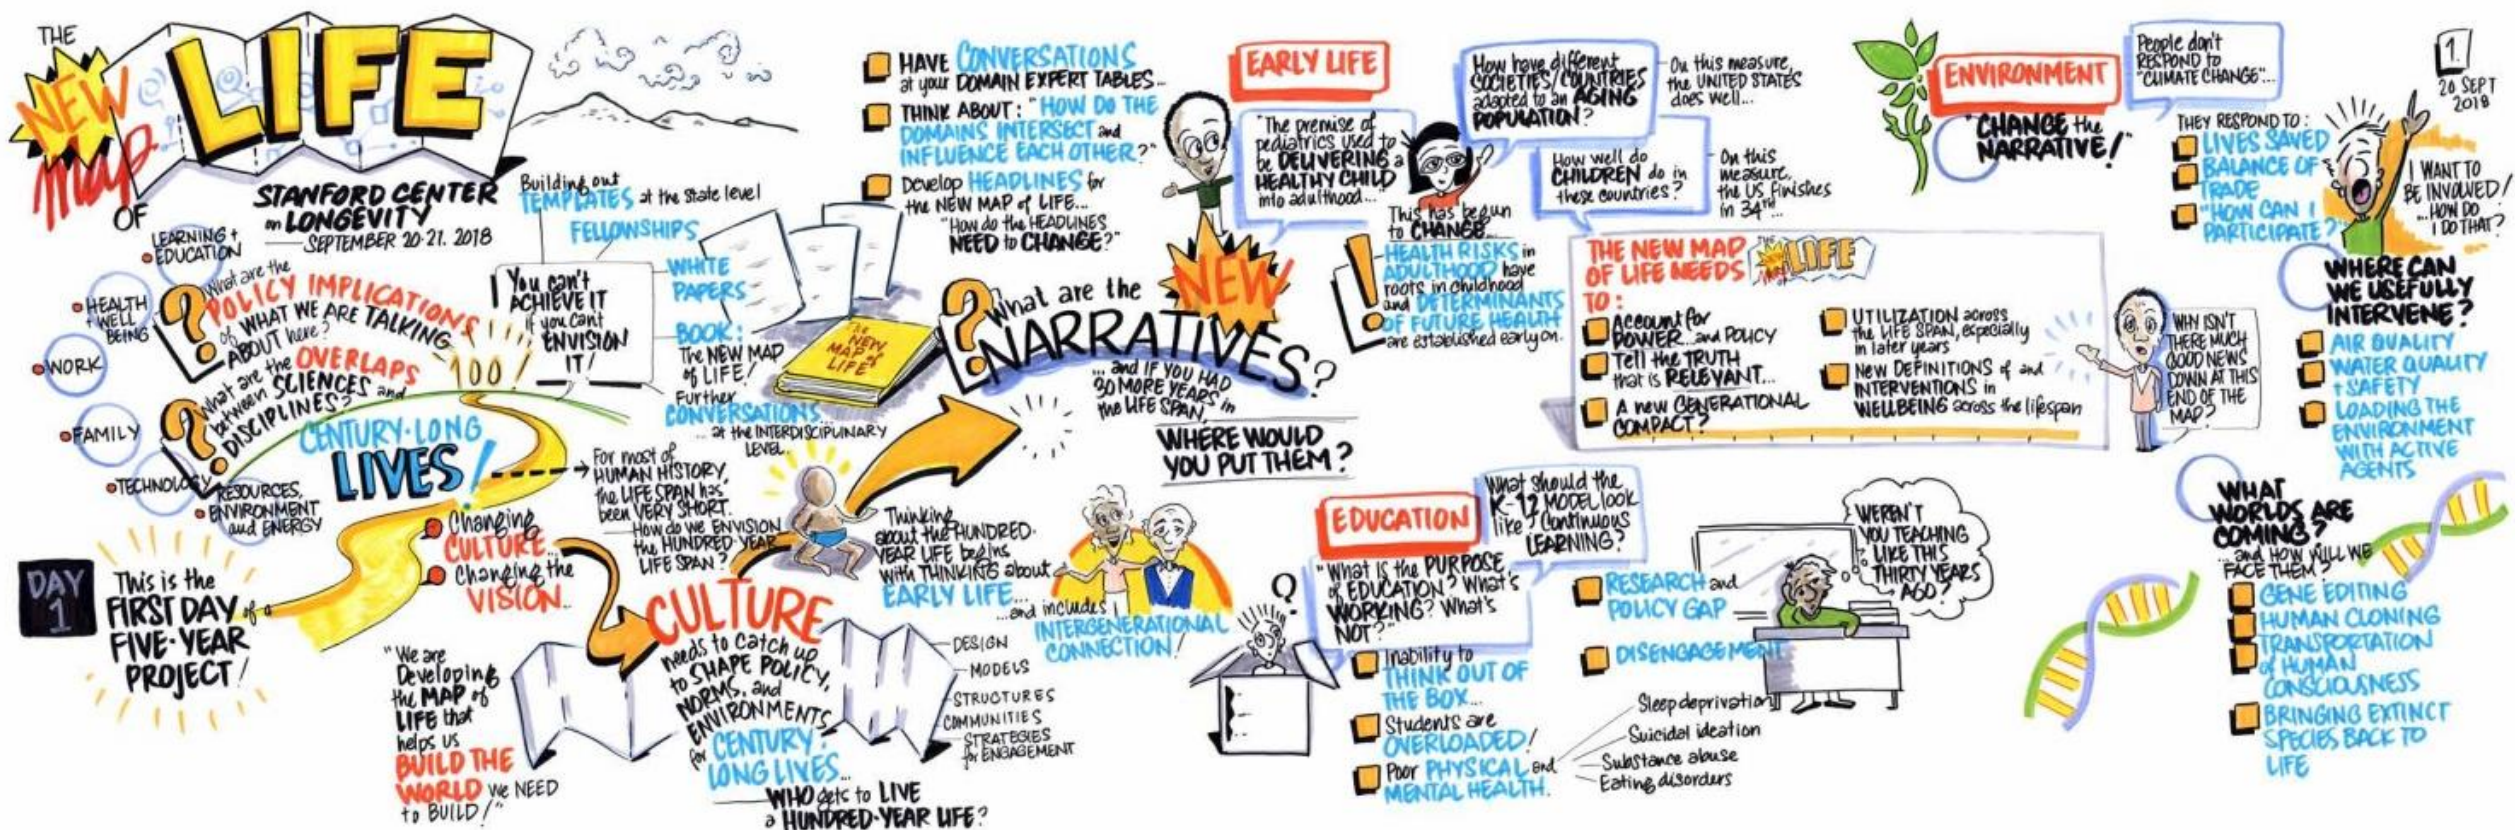 THE
NEW
Map
OF
LIFE
STANFORD CENTER
on LONGEVITY
SEPTEMBER 20-21. 2018
LEARNING +
EDUCATION
HEALTH
+ WELL
BEING
WORK
FAMILY
TECHNOLOGY
RESOURCES,
ENVIRONMENT
and ENERGY
What are the
POLICY IMPLICATIONS
of WHAT WE ARE TALKING
ABOUT here?
What are the OVERLAPS
between SCIENCES and
DISCIPLINES?
100
CENTURY-LONG
LIVES!
DAY
1
This is the
FIRST DAY of a
FIVE-YEAR
PROJECT!
Changing
CULTURE...
Changing the
VISION...
Building out
TEMPLATES at the state level
FELLOWSHIPS
You can't
ACHIEVE IT
if you can't
ENVISION
IT!
WHITE
PAPERS
BOOK:
The NEW MAP
of LIFE!
THE
NEW
MAP of
LIFE
Further
CONVERSATIONS...
... at the INTERDISCIPLINARY
LEVEL.
For most of
HUMAN HISTORY,
the LIFE SPAN has
been VERY SHORT.
How do we ENVISION
the HUNDRED-YEAR
LIFE SPAN?
"We are
Developing
the MAP of
LIFE that
helps us
BUILD THE
WORLD we NEED
to BUILD!"
CULTURE
needs to catch up
to SHAPE POLICY,
NORMS, and
ENVIRONMENTS
for CENTURY-
LONG LIVES...
WHO gets to LIVE
a HUNDRED-YEAR LIFE?
DESIGN
MODELS
STRUCTURES
COMMUNITIES
STRATEGIES
for ENGAGEMENT
Thinking
about the HUNDRED-
YEAR LIFE begins
with THINKING about
EARLY LIFE...
...and includes
INTERGENERATIONAL
CONNECTION!
HAVE CONVERSATIONS
at your DOMAIN EXPERT TABLES...
THINK ABOUT: "HOW DO THE
DOMAINS INTERSECT and
INFLUENCE EACH OTHER?"
Develop HEADLINES for
the NEW MAP of LIFE...
"How do the HEADLINES
NEED to CHANGE?"
What are the
NEW
NARRATIVES?
... and IF YOU HAD
30 MORE YEARS in
the LIFE SPAN,
WHERE WOULD
YOU PUT THEM?
EARLY LIFE
"The premise of
pediatrics used to
be DELIVERING a
HEALTHY CHILD
into adulthood...
This has begun
to CHANGE...
HEALTH RISKS in
ADULTHOOD have
roots in childhood
and DETERMINANTS
OF FUTURE HEALTH
are established early on.
How have different
SOCIETIES/COUNTRIES
adapted to an AGING
POPULATION?
On this measure,
the UNITED STATES
does well...
How well do
CHILDREN do in
these countries?
On this
measure,
the US finishes
in 34th...
THE NEW MAP
OF LIFE NEEDS
TO:
THE
NEW
LIFE
Account for
POWER...and POLICY
Tell the TRUTH
that is RELEVANT...
A new GENERATIONAL
COMPACT?
UTILIZATION across
the LIFE SPAN, especially
in later years
NEW DEFINITIONS of and
INTERVENTIONS in
WELLBEING across the lifespan
WHY ISN'T
THERE MUCH
GOOD NEWS
DOWN AT THIS
END OF THE
MAP?
EDUCATION
What should the
K-12 MODEL look
like? Continuous
LEARNING?
"What is the PURPOSE
of EDUCATION? What's
WORKING? What's
NOT?"
Q
Inability to
THINK OUT OF
THE BOX...
Students are
OVERLOADED!
Poor PHYSICAL and
MENTAL HEALTH.
Sleep deprivation
Suicidal ideation
Substance abuse
Eating disorders
RESEARCH and
POLICY GAP
DISENGAGEMENT
WEREN'T
YOU TEACHING
LIKE THIS
THIRTY YEARS
AGO?
ENVIRONMENT
"CHANGE the
NARRATIVE!"
People don't
RESPOND to
"CLIMATE CHANGE"...
THEY RESPOND TO:
LIVES SAVED
BALANCE OF
TRADE
"HOW CAN I
PARTICIPATE?"
1.
20 SEPT
2018
I WANT TO
BE INVOLVED!
...HOW DO
I DO THAT?
WHERE CAN
WE USEFULLY
INTERVENE?
AIR QUALITY
WATER QUALITY
+ SAFETY
LOADING THE
ENVIRONMENT
WITH ACTIVE
AGENTS
WHAT
WORLDS ARE
COMING?
...and HOW WILL WE
FACE THEM?
GENE EDITING
HUMAN CLONING
TRANSPORTATION
of HUMAN
CONSCIOUSNESS
BRINGING EXTINCT
SPECIES BACK TO
LIFE